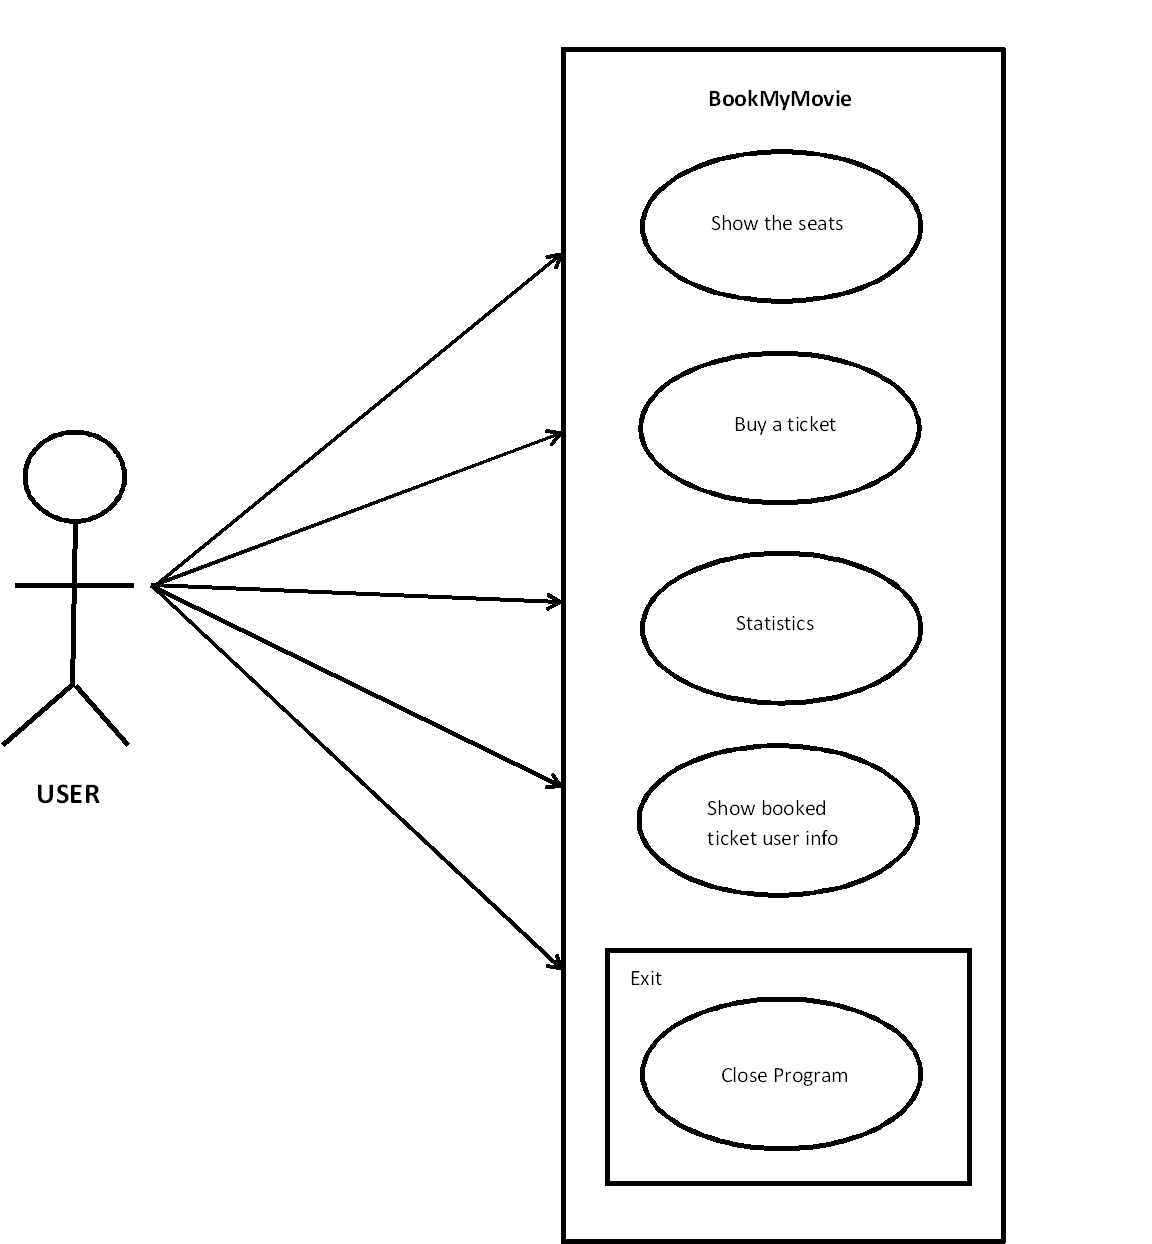 BookMyMovie
Show the seats
Buy a ticket
Statistics
USER
Show booked
ticket user info
Exit
Close Program